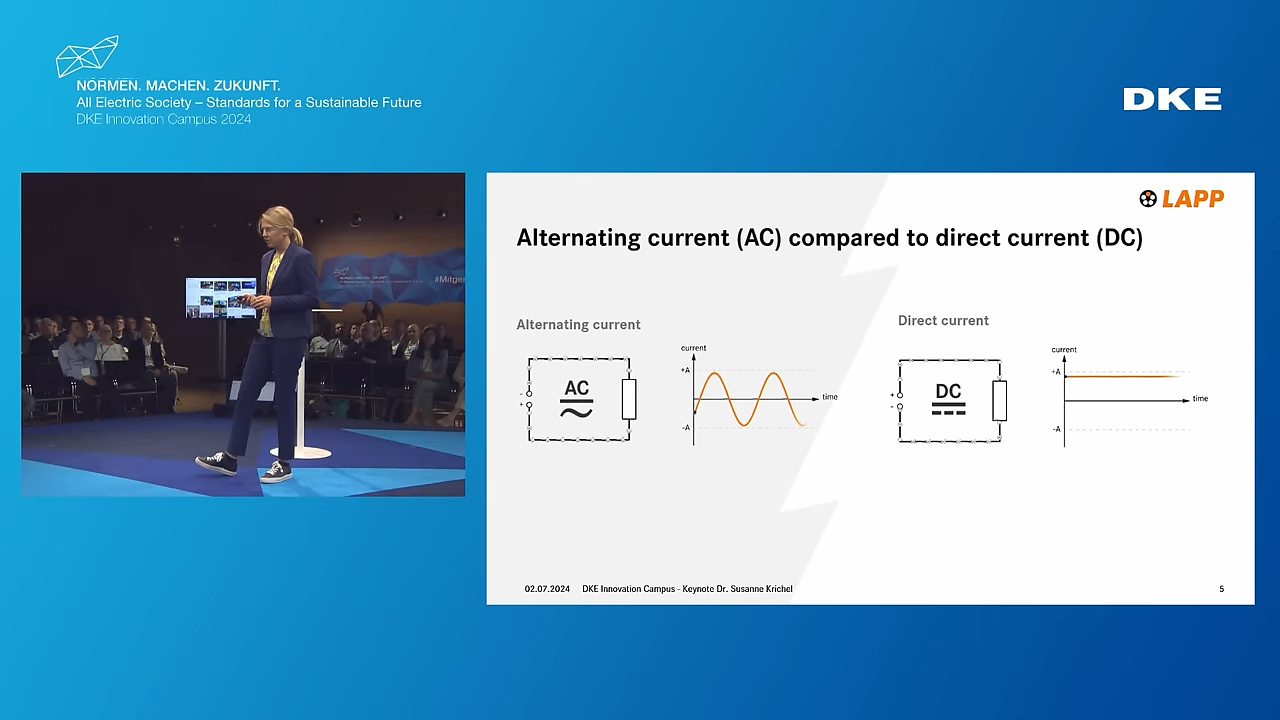 NORMEN. MACHEN. ZUKUNFT.
All Electric Society – Standards for a Sustainable Future
DKE Innovation Campus 2024
DKE
#Mitge
LAPP
Alternating current (AC) compared to direct current (DC)
Alternating current
AC
-
+
current
+A
-A
time
Direct current
DC
+
-
current
+A
-A
time
02.07.2024 DKE Innovation Campus - Keynote Dr. Susanne Krichel
5